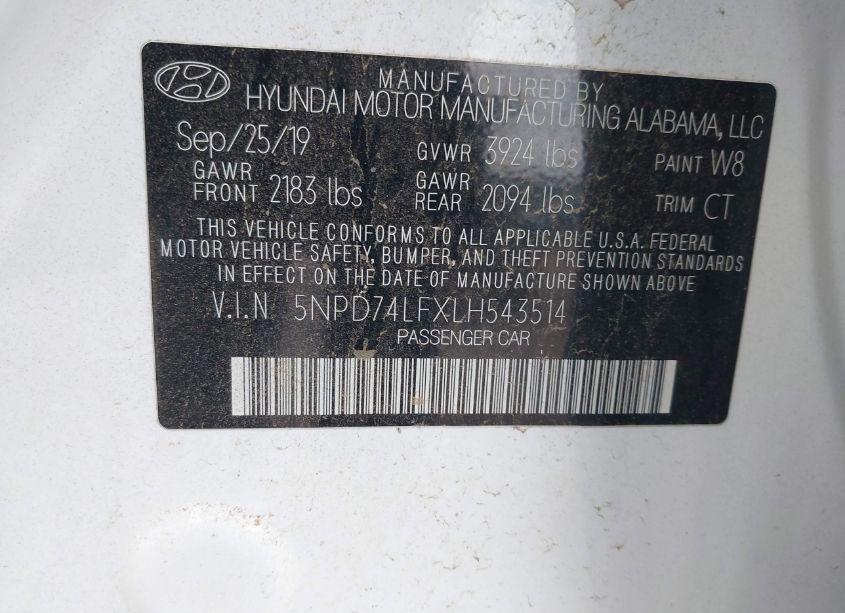 MANUFACTURED BY
HYUNDAI MOTOR MANUFACTURING ALABAMA, LLC
Sep/25/19 GVWR 3924 lbs PAINT W8
GAWR FRONT 2183 lbs GAWR REAR 2094 lbs TRIM CT
THIS VEHICLE CONFORMS TO ALL APPLICABLE U.S.A. FEDERAL
MOTOR VEHICLE SAFETY, BUMPER, AND THEFT PREVENTION STANDARDS
IN EFFECT ON THE DATE OF MANUFACTURE SHOWN ABOVE
V.I.N 5NPD74LFXLH543514
PASSENGER CAR